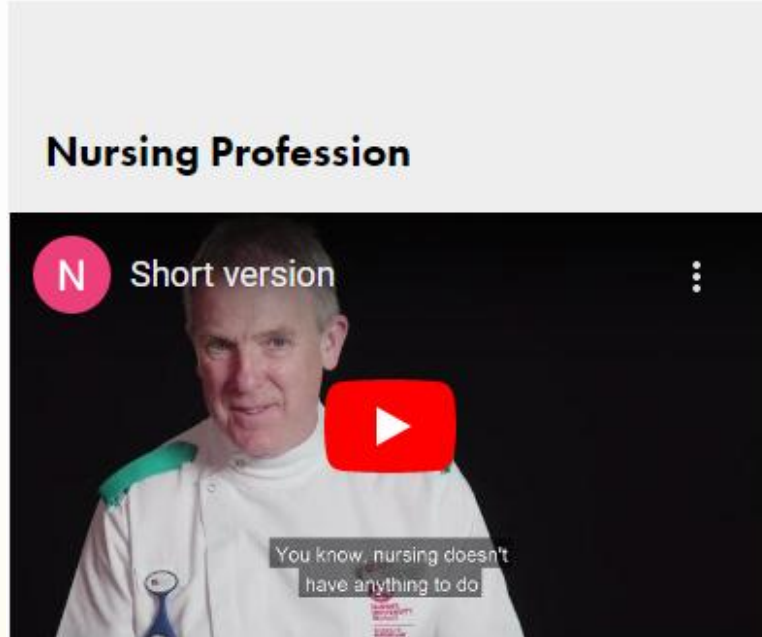 Nursing Profession
N
Short version
You know, nursing doesn't
have anything to do